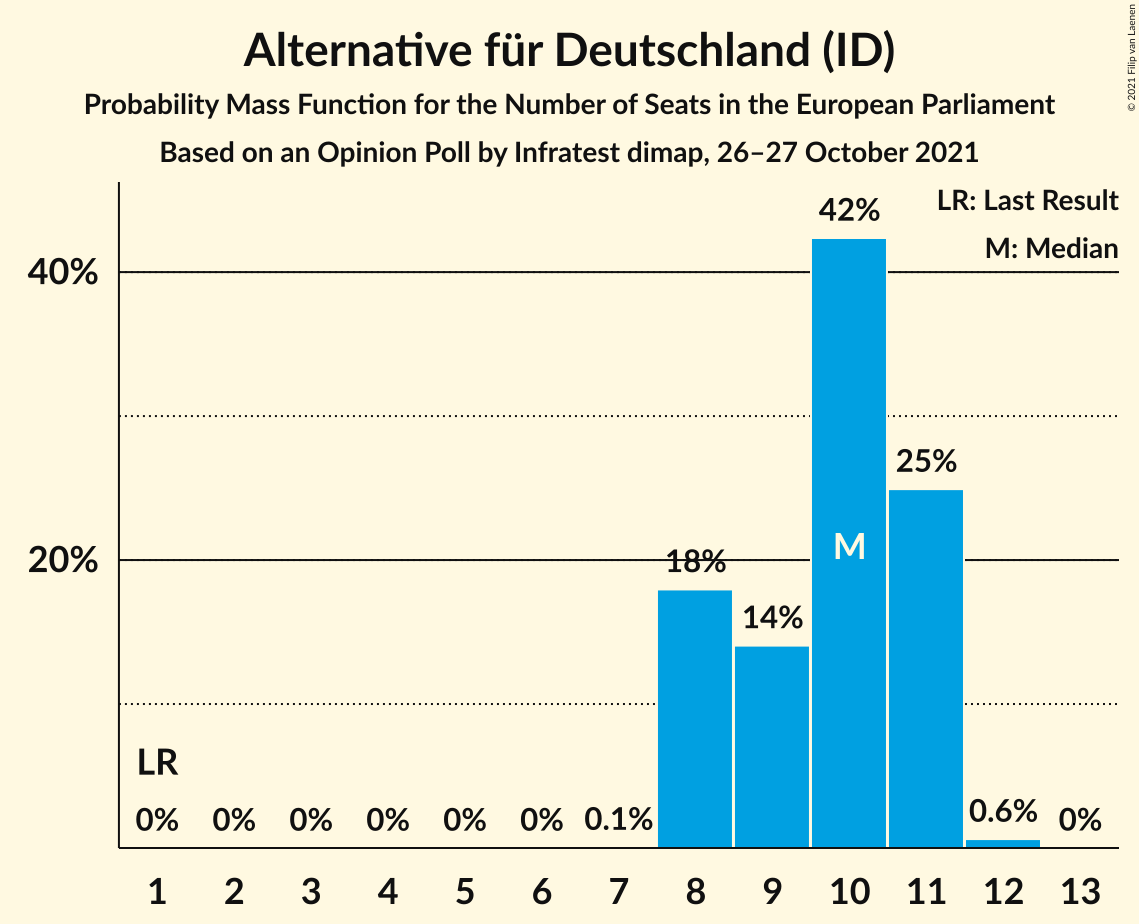 Alternative für Deutschland (ID)
Probability Mass Function for the Number of Seats in the European Parliament
Based on an Opinion Poll by Infratest dimap, 26–27 October 2021
© 2021 Filip van Laenen
LR: Last Result
M: Median
40%
20%
42%
25%
M
18%
14%
LR
0% 0% 0% 0% 0% 0% 0.1% 0.6% 0%
1 2 3 4 5 6 7 8 9 10 11 12 13